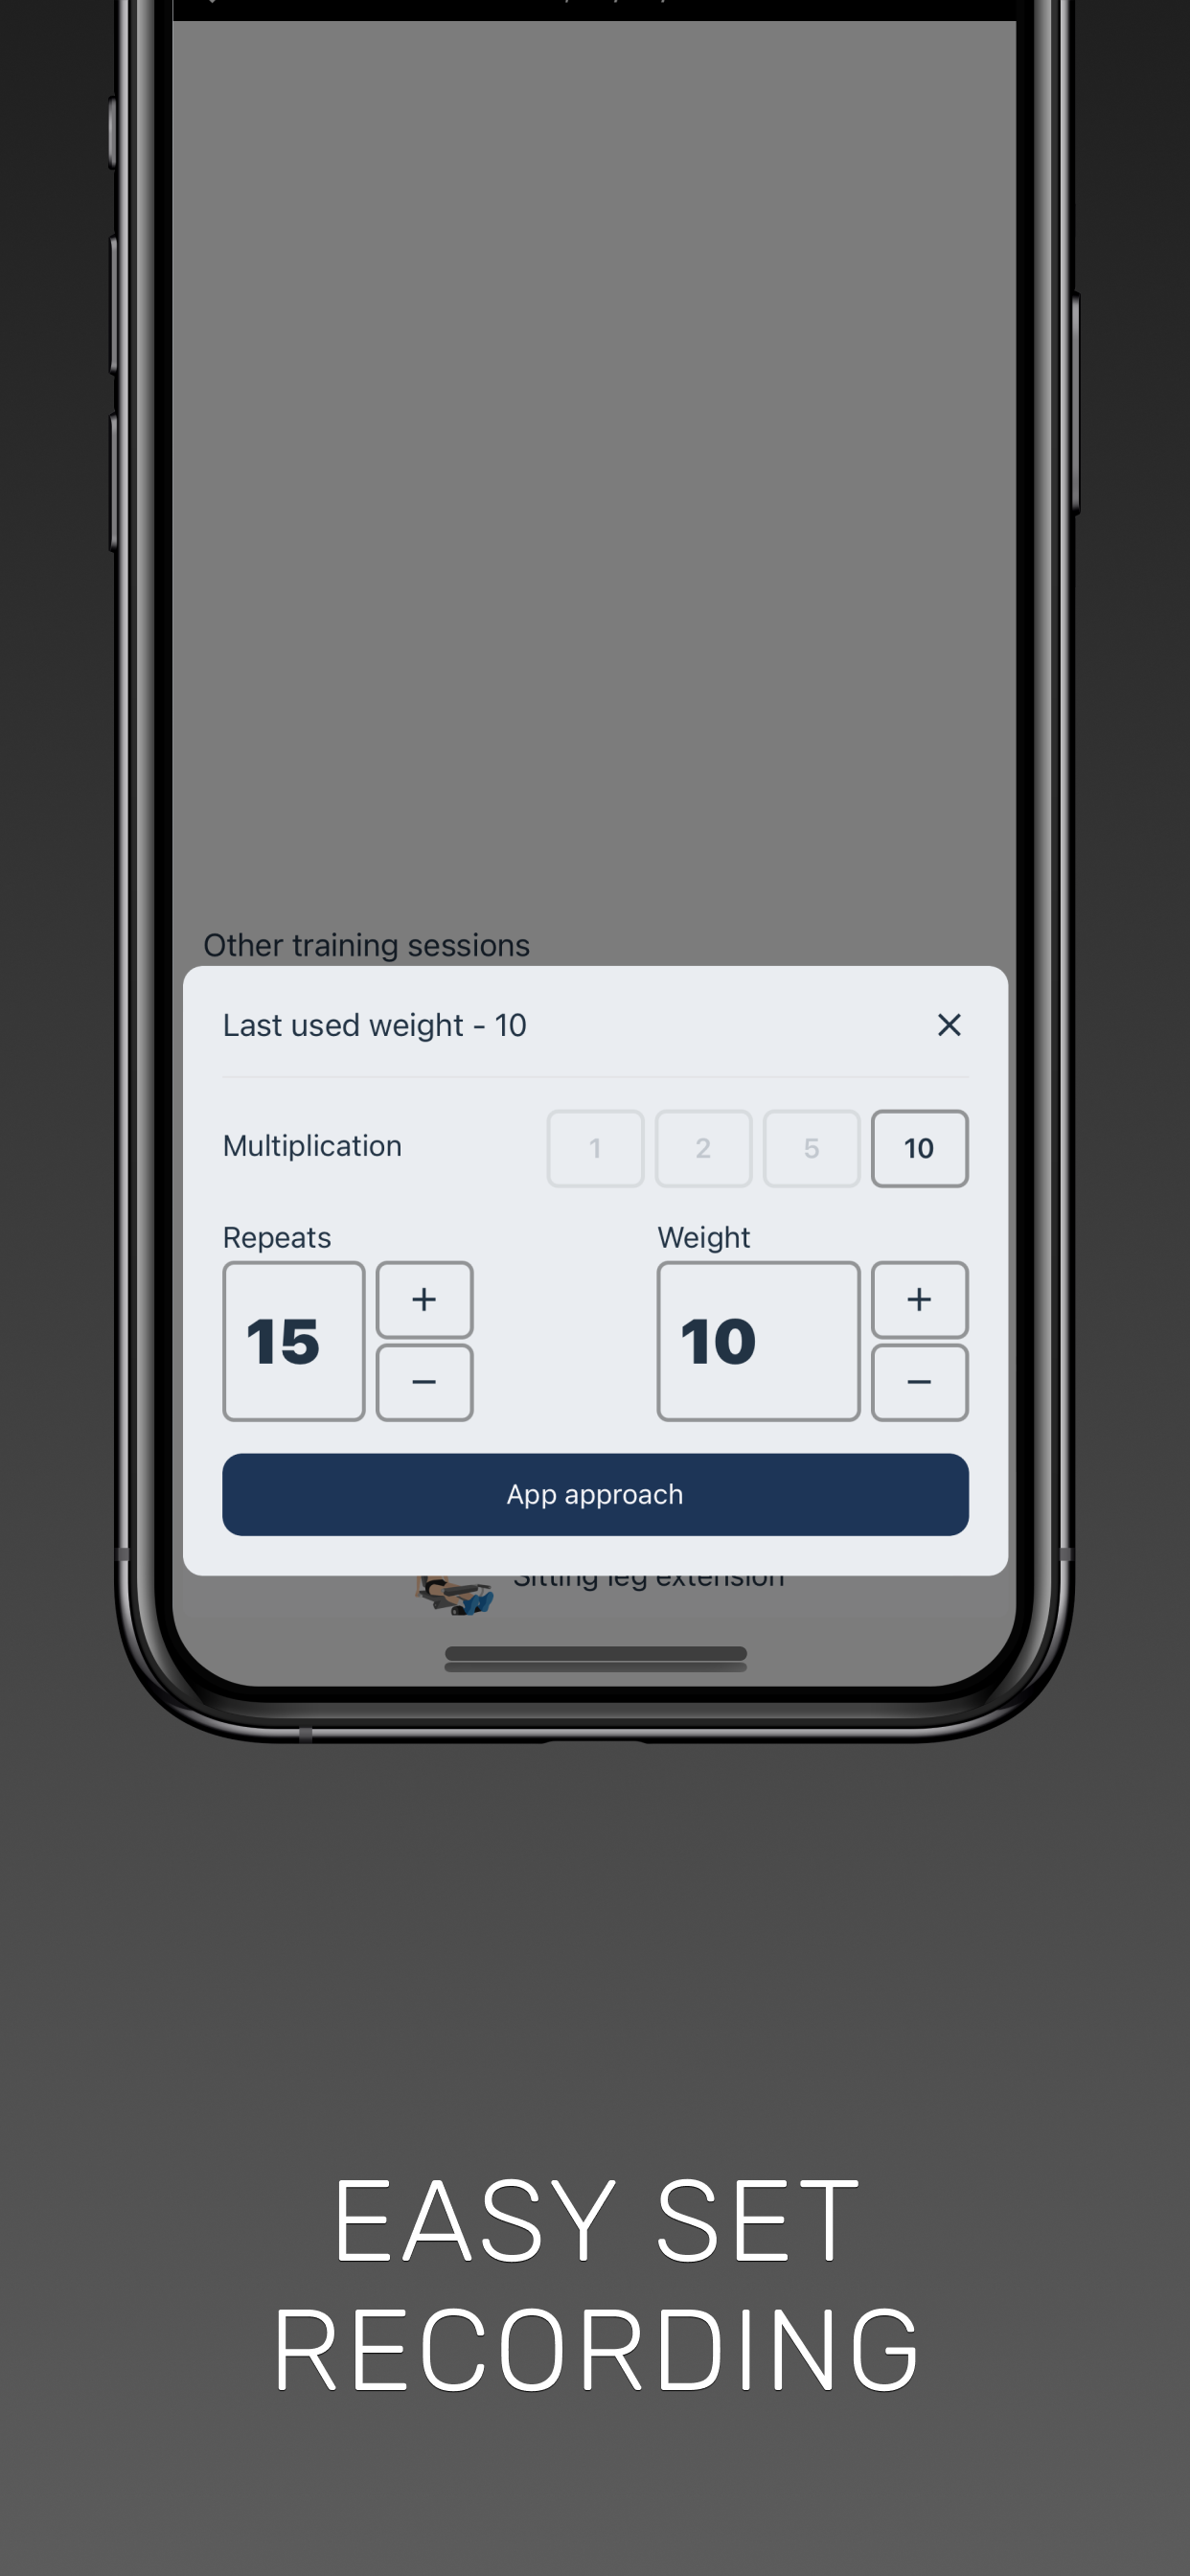 Other training sessions
Last used weight - 10
Multiplication
1 2 5 10
Repeats Weight
15 + 10 +
− −
App approach
Sitting leg extension
EASY SET
RECORDING